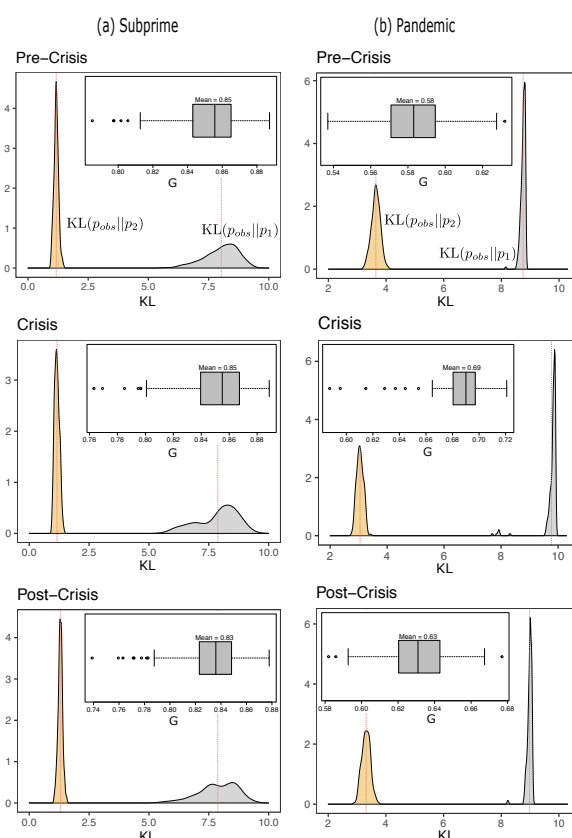 (a) Subprime
(b) Pandemic
Pre−Crisis
Mean = 0.85
0.80 0.82 0.84 0.86 0.88
G
KL(p_obs||p_2)
KL(p_obs||p_1)
4
3
2
1
0
0.0 2.5 5.0 7.5 10.0
KL
Pre−Crisis
Mean = 0.58
0.54 0.56 0.58 0.60 0.62
G
KL(p_obs||p_2)
KL(p_obs||p_1)
6
4
2
0
2 4 6 8 10
KL
Crisis
Mean = 0.85
0.76 0.78 0.80 0.82 0.84 0.86 0.88
G
3
2
1
0
0.0 2.5 5.0 7.5 10.0
KL
Crisis
Mean = 0.69
0.60 0.62 0.64 0.66 0.68 0.70 0.72
G
6
4
2
0
2 4 6 8 10
KL
Post−Crisis
Mean = 0.83
0.74 0.76 0.78 0.80 0.82 0.84 0.86 0.88
G
4
3
2
1
0
0.0 2.5 5.0 7.5 10.0
KL
Post−Crisis
Mean = 0.63
0.58 0.60 0.62 0.64 0.66 0.68
G
6
4
2
0
2 4 6 8 10
KL